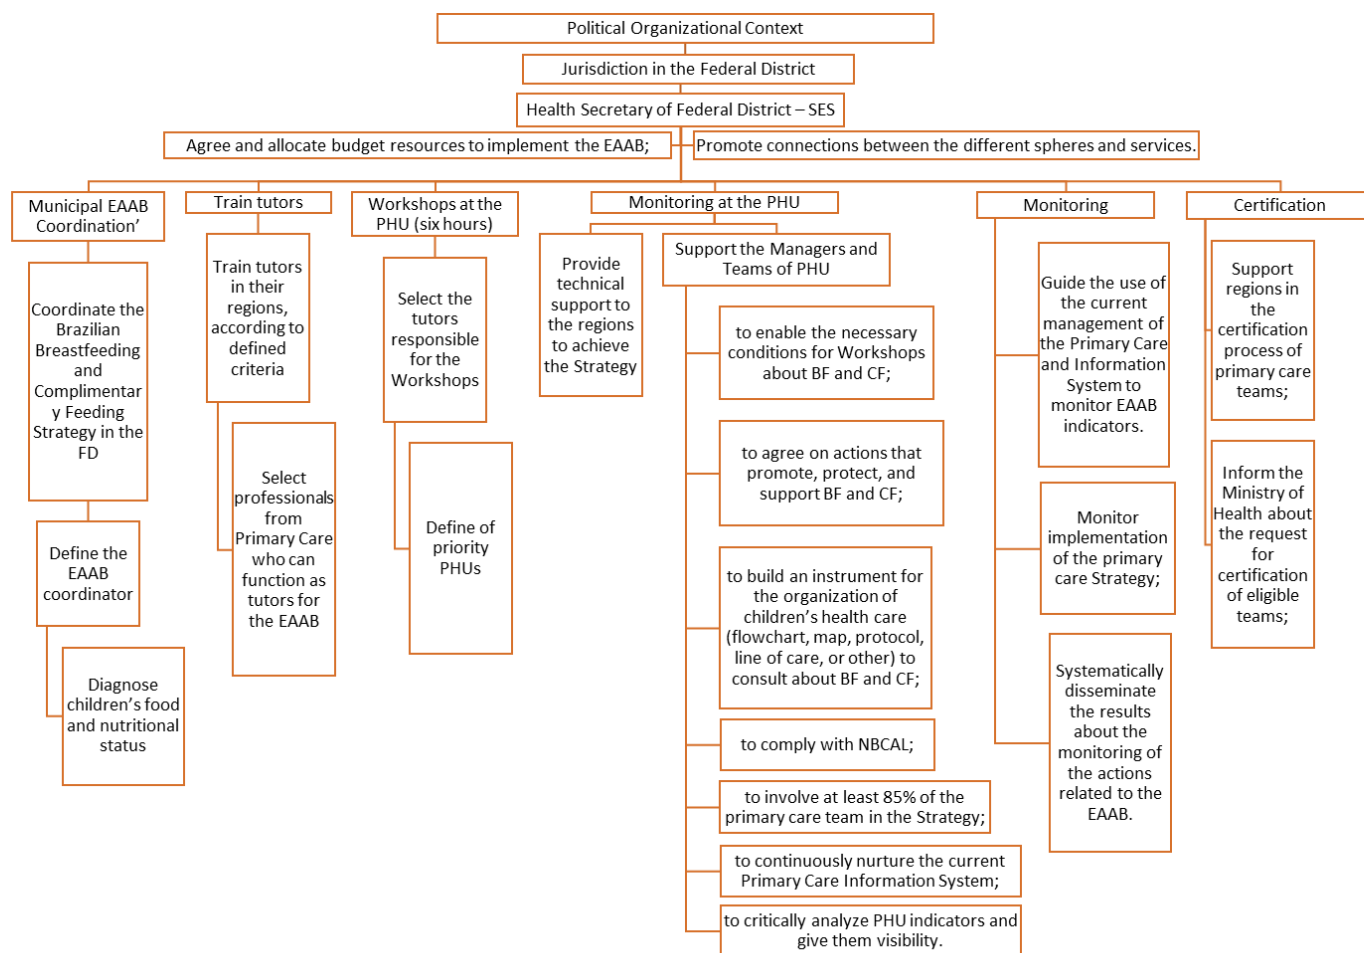 Political Organizational Context
Jurisdiction in the Federal District
Health Secretary of Federal District – SES
Agree and allocate budget resources to implement the EAAB;
Promote connections between the different spheres and services.
Municipal EAAB
Coordination’
Coordinate the
Brazilian
Breastfeeding
and
Complimentar
y Feeding
Strategy in the
FD
Define the
EAAB
coordinator
Diagnose
children’s food
and nutritional
status
Train tutors
Train tutors
in their
regions,
according to
defined
criteria
Select
professionals
from
Primary Care
who can
function as
tutors for
the EAAB
Workshops at the
PHU (six hours)
Select the
tutors
responsible
for the
Workshops
Define of
priority
PHUs
Monitoring at the PHU
Provide
technical
support to
the regions
to achieve
the Strategy
Support the Managers and
Teams of PHU
to enable the necessary
conditions for Workshops
about BF and CF;
to agree on actions that
promote, protect, and
support BF and CF;
to build an instrument for
the organization of
children’s health care
(flowchart, map, protocol,
line of care, or other) to
consult about BF and CF;
to comply with NBCAL;
to involve at least 85% of the
primary care team in the Strategy;
to continuously nurture the current
Primary Care Information System;
to critically analyze PHU indicators and
give them visibility.
Monitoring
Guide the use of
the current
management of
the Primary Care
and Information
System to
monitor EAAB
indicators.
Monitor
implementation
of the primary
care Strategy;
Systematically
disseminate
the results
about the
monitoring of
the actions
related to the
EAAB.
Certification
Support
regions in
the
certification
process of
primary care
teams;
Inform the
Ministry of
Health about
the request
for
certification
of eligible
teams;